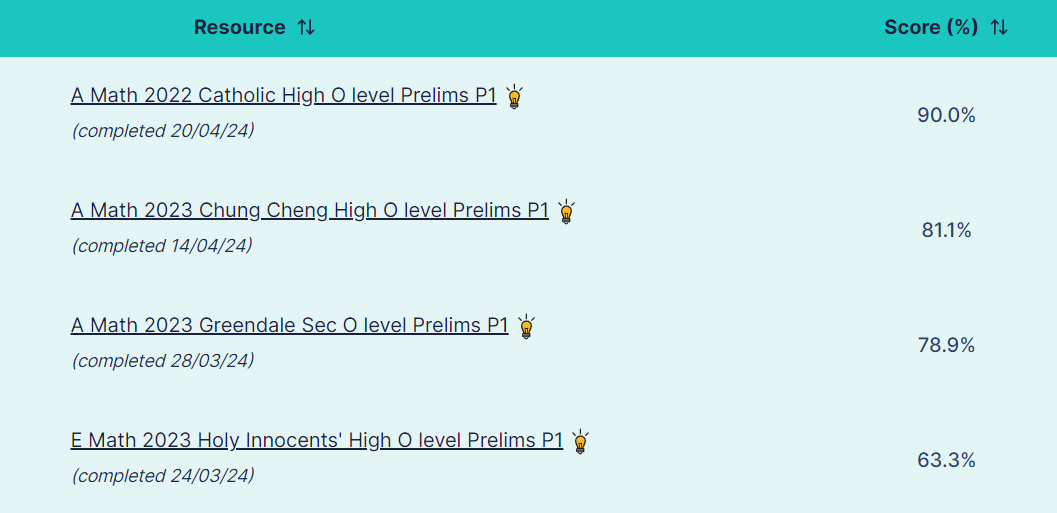 Resource Score (%)
A Math 2022 Catholic High O level Prelims P1
(completed 20/04/24)
90.0%
A Math 2023 Chung Cheng High O level Prelims P1
(completed 14/04/24)
81.1%
A Math 2023 Greendale Sec O level Prelims P1
(completed 28/03/24)
78.9%
E Math 2023 Holy Innocents' High O level Prelims P1
(completed 24/03/24)
63.3%